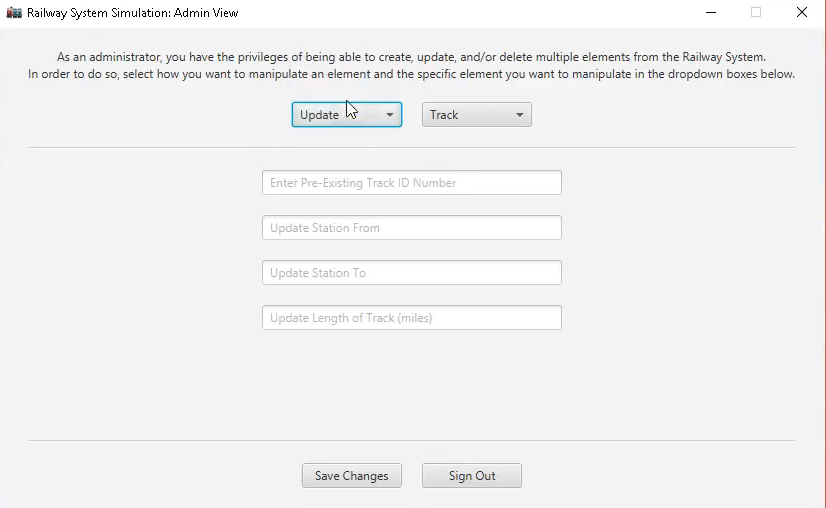 Railway System Simulation: Admin View
As an administrator, you have the privileges of being able to create, update, and/or delete multiple elements from the Railway System.
In order to do so, select how you want to manipulate an element and the specific element you want to manipulate in the dropdown boxes below.
Update
Track
Enter Pre-Existing Track ID Number
Update Station From
Update Station To
Update Length of Track (miles)
Save Changes
Sign Out